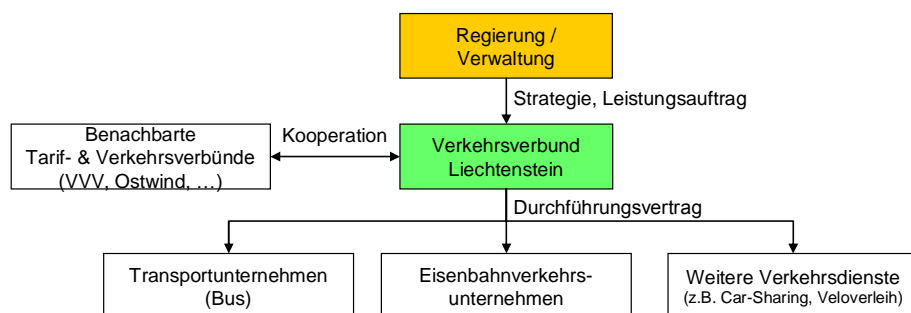 Regierung /
Verwaltung
Strategie, Leistungsauftrag
Benachbarte
Tarif- & Verkehrsverbünde
(VVV, Ostwind, …)
Kooperation
Verkehrsverbund
Liechtenstein
Durchführungsvertrag
Transportunternehmen
(Bus)
Eisenbahnverkehrs-
unternehmen
Weitere Verkehrsdienste
(z.B. Car-Sharing, Veloverleih)